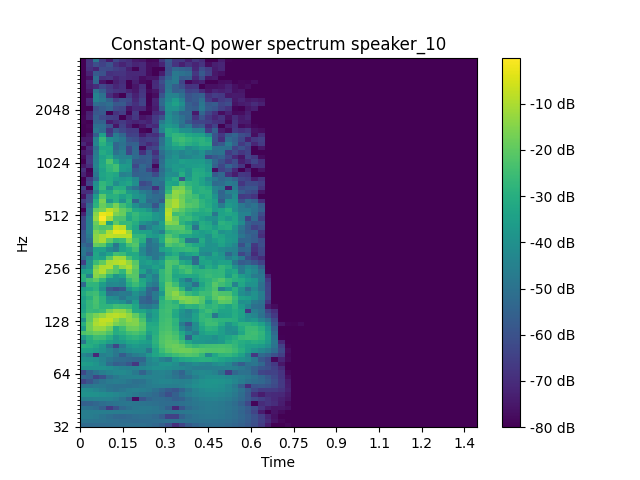 Constant-Q power spectrum speaker_10
Hz
2048
1024
512
256
128
64
32
0 0.15 0.3 0.45 0.6 0.75 0.9 1.1 1.2 1.4
Time
-10 dB
-20 dB
-30 dB
-40 dB
-50 dB
-60 dB
-70 dB
-80 dB